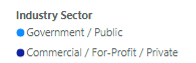 Industry Sector
Government / Public
Commercial / For-Profit / Private